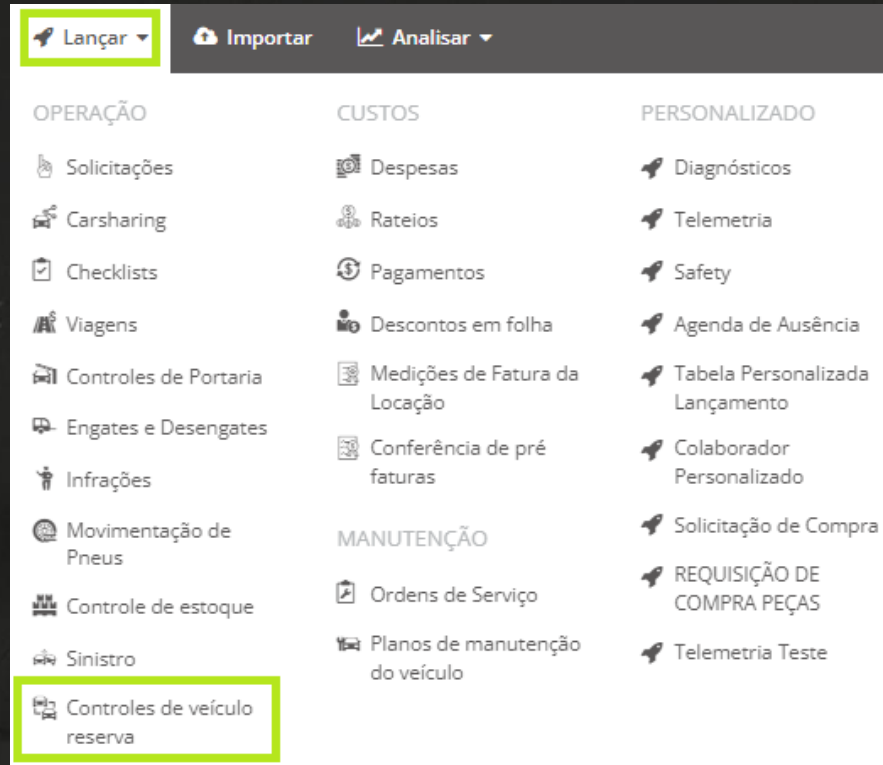 Lançar
Importar
Analisar
OPERAÇÃO
Solicitações
Carsharing
Checklists
Viagens
Controles de Portaria
Engates e Desengates
Infrações
Movimentação de
Pneus
Controle de estoque
Sinistro
Controles de veículo
reserva
CUSTOS
Despesas
Rateios
Pagamentos
Descontos em folha
Medições de Fatura da
Locação
Conferência de pré
faturas
MANUTENÇÃO
Ordens de Serviço
Planos de manutenção
do veículo
PERSONALIZADO
Diagnósticos
Telemetria
Safety
Agenda de Ausência
Tabela Personalizada
Lançamento
Colaborador
Personalizado
Solicitação de Compra
REQUISIÇÃO DE
COMPRA PEÇAS
Telemetria Teste